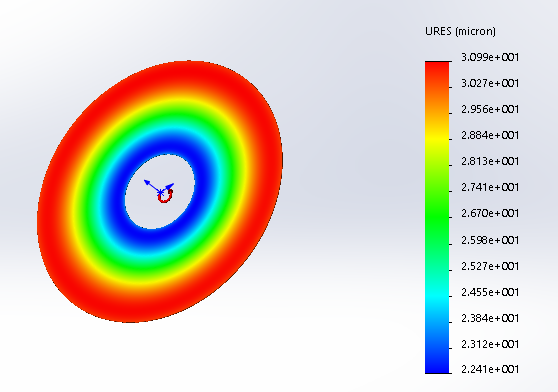 URES (micron)
3.099e+001
3.027e+001
2.956e+001
2.884e+001
2.813e+001
2.741e+001
2.670e+001
2.598e+001
2.527e+001
2.455e+001
2.384e+001
2.312e+001
2.241e+001